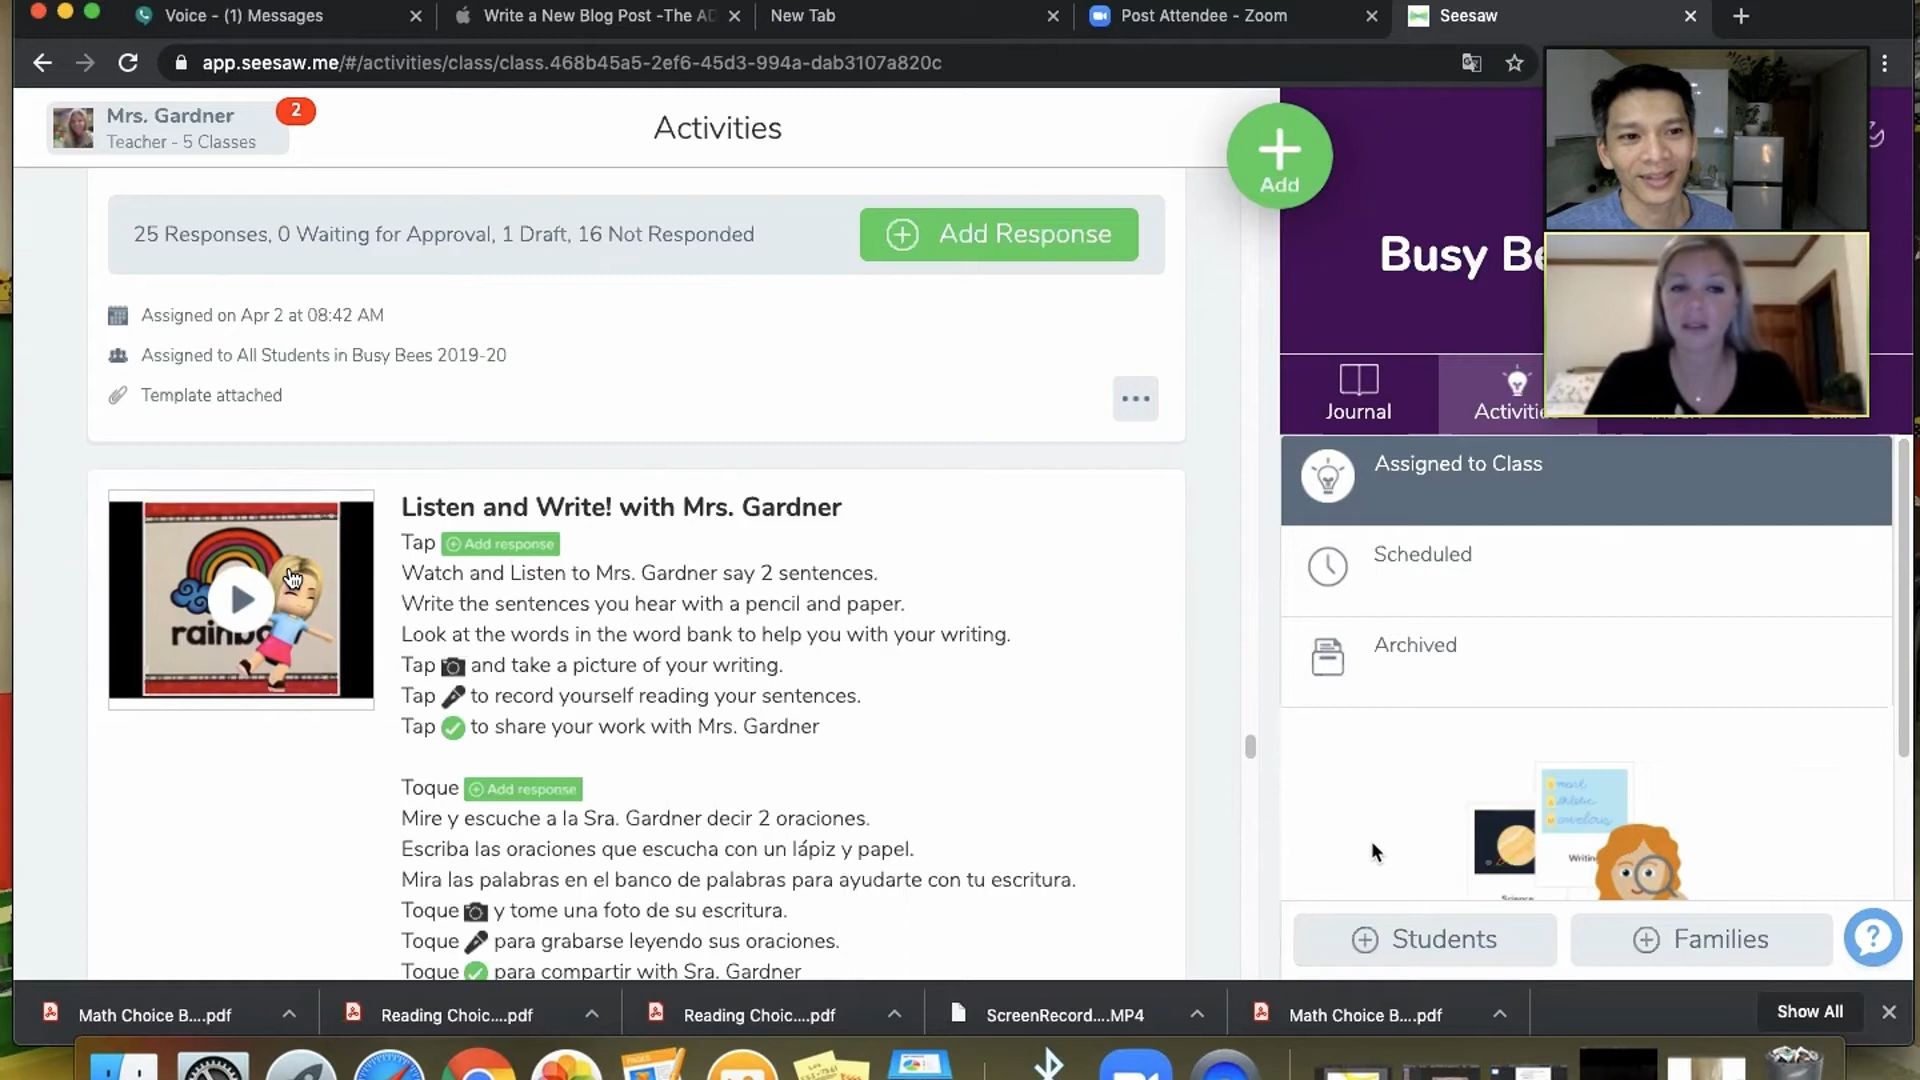 Voice - (1) Messages
Write a New Blog Post -The AD
New Tab
Post Attendee - Zoom
Seesaw
app.seesaw.me/#/activities/class/class.468b45a5-2ef6-45d3-994a-dab3107a820c
Mrs. Gardner
2
Teacher - 5 Classes
Activities
Add
25 Responses, 0 Waiting for Approval, 1 Draft, 16 Not Responded
Add Response
Assigned on Apr 2 at 08:42 AM
Assigned to All Students in Busy Bees 2019-20
Template attached
Listen and Write! with Mrs. Gardner
Tap Add response
Watch and Listen to Mrs. Gardner say 2 sentences.
Write the sentences you hear with a pencil and paper.
Look at the words in the word bank to help you with your writing.
Tap and take a picture of your writing.
Tap to record yourself reading your sentences.
Tap to share your work with Mrs. Gardner
Toque Add response
Mire y escuche a la Sra. Gardner decir 2 oraciones.
Escriba las oraciones que escucha con un lápiz y papel.
Mira las palabras en el banco de palabras para ayudarte con tu escritura.
Toque y tome una foto de su escritura.
Toque para grabarse leyendo sus oraciones.
Toque para compartir with Sra. Gardner
Busy Be
Journal
Activiti
Assigned to Class
Scheduled
Archived
Science
Students
Families
Math Choice B....pdf
Reading Choic....pdf
Reading Choic....pdf
ScreenRecord....MP4
Math Choice B....pdf
Show All
PAGES